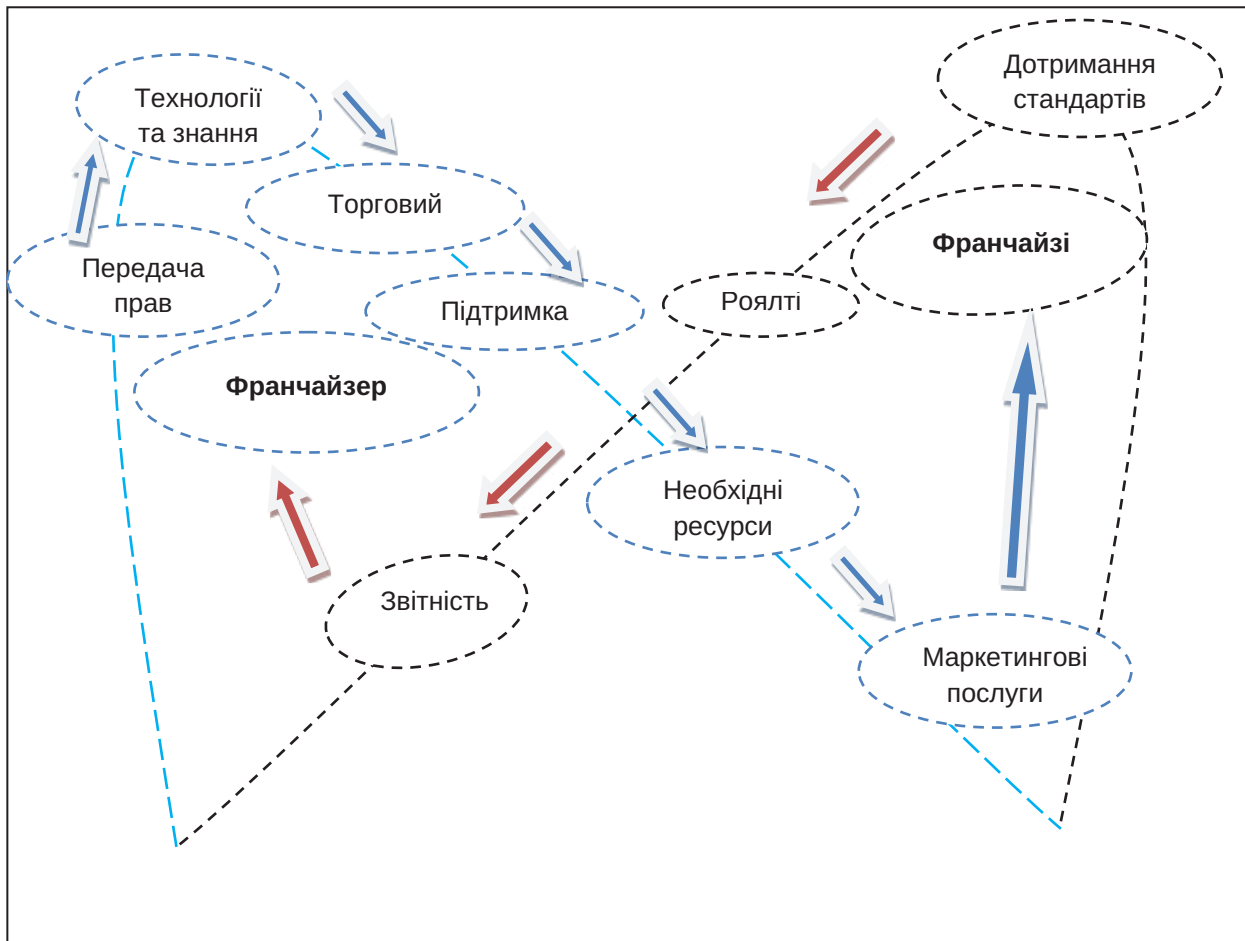 Технології
та знання
Дотримання
стандартів
Торговий
Франчайзі
Передача
прав
Підтримка
Роялті
Франчайзер
Необхідні
ресурси
Звітність
Маркетингові
послуги